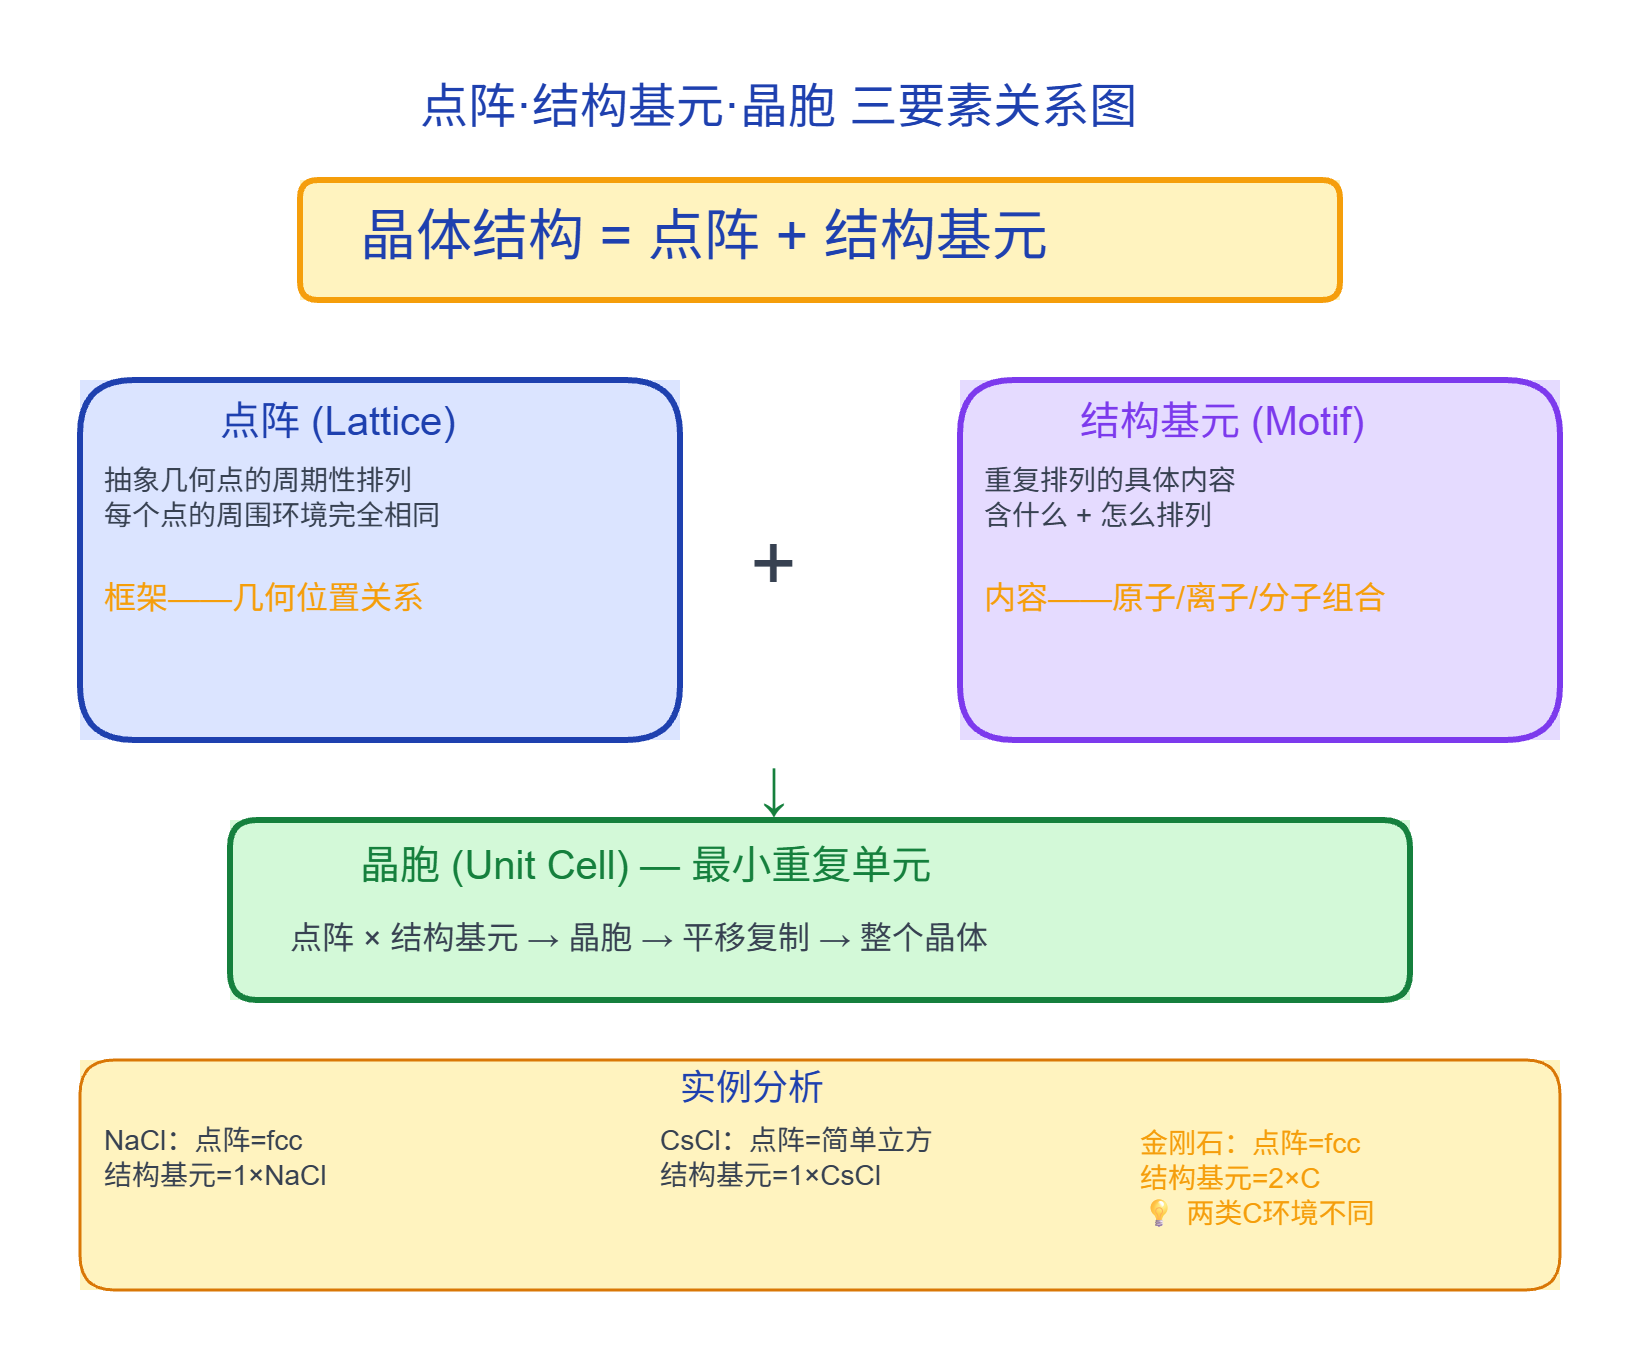 点阵·结构基元·晶胞 三要素关系图
晶体结构 = 点阵 + 结构基元
点阵 (Lattice)
抽象几何点的周期性排列
每个点的周围环境完全相同
框架——几何位置关系
+
结构基元 (Motif)
重复排列的具体内容
含什么 + 怎么排列
内容——原子/离子/分子组合
↓
晶胞 (Unit Cell) — 最小重复单元
点阵 × 结构基元 → 晶胞 → 平移复制 → 整个晶体
实例分析
NaCl：点阵=fcc
结构基元=1×NaCl
CsCl：点阵=简单立方
结构基元=1×CsCl
金刚石：点阵=fcc
结构基元=2×C
💡 两类C环境不同